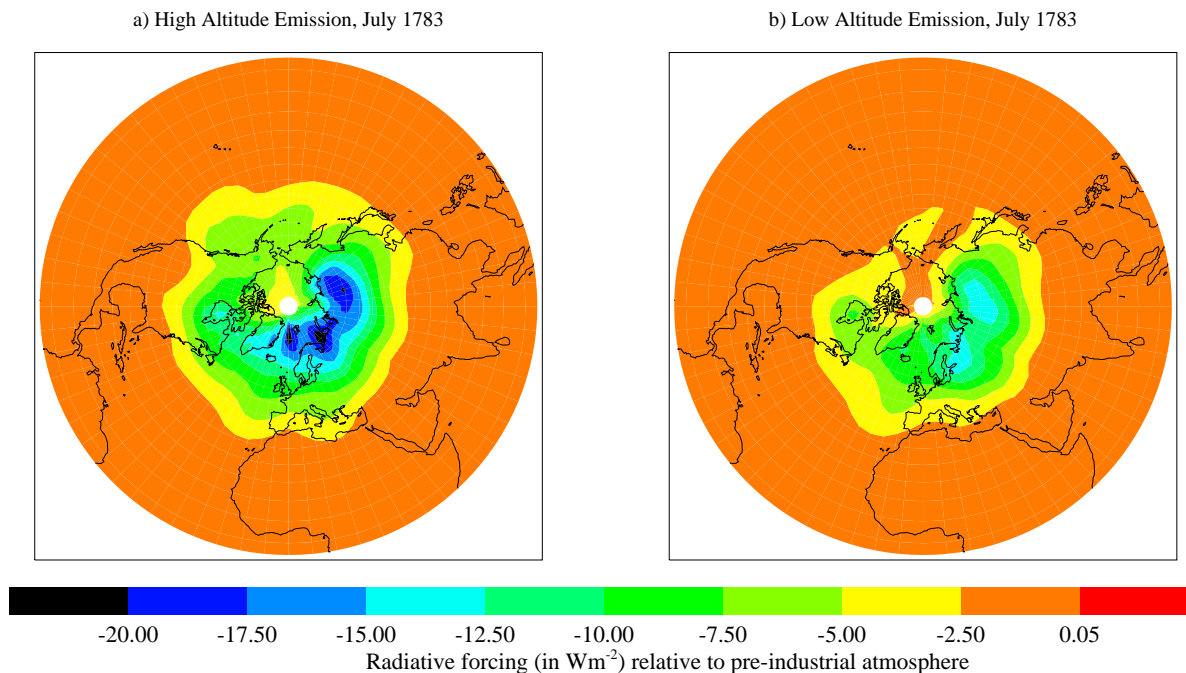 a) High Altitude Emission, July 1783
b) Low Altitude Emission, July 1783
-20.00 -17.50 -15.00 -12.50 -10.00 -7.50 -5.00 -2.50 0.05
Radiative forcing (in Wm⁻²) relative to pre-industrial atmosphere